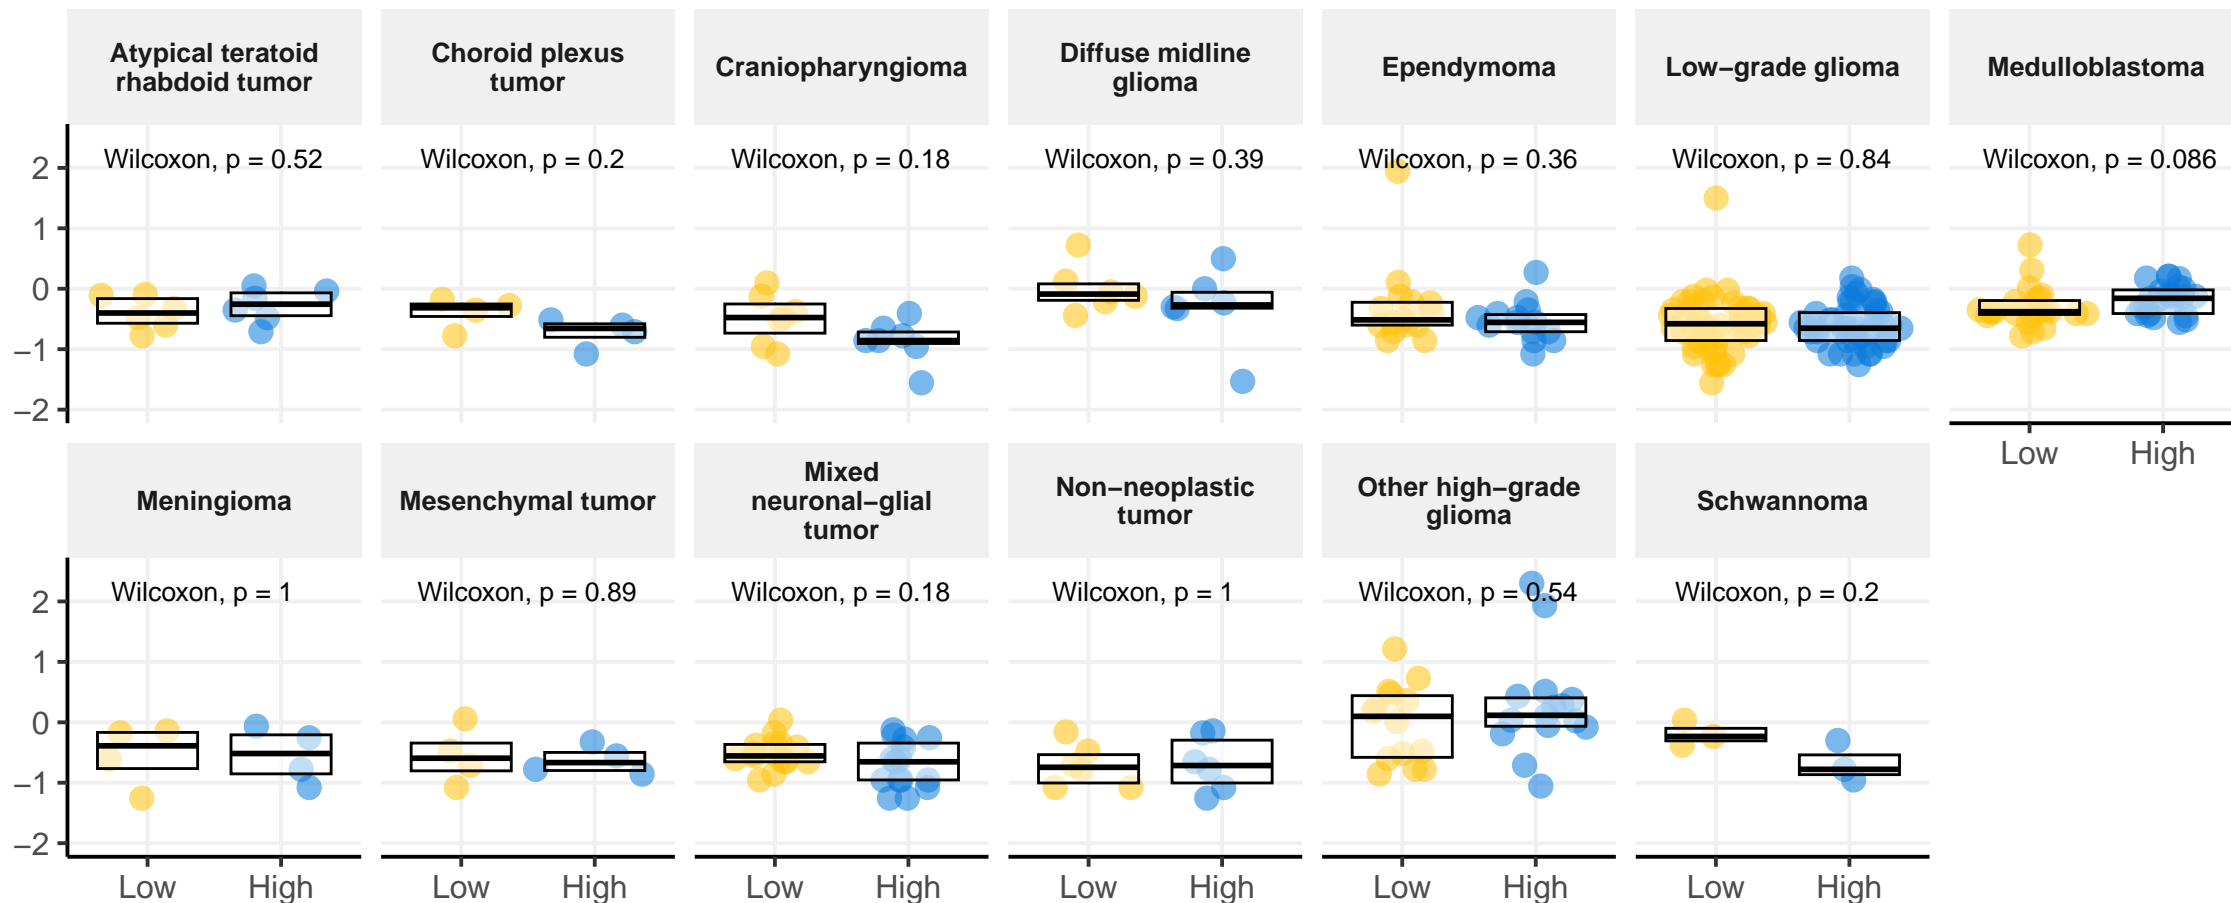 Atypical teratoid
rhabdoid tumor
Choroid plexus
tumor
Craniopharyngioma
Diffuse midline
glioma
Ependymoma
Low−grade glioma
Medulloblastoma
Wilcoxon, p = 0.52
Wilcoxon, p = 0.2
Wilcoxon, p = 0.18
Wilcoxon, p = 0.39
Wilcoxon, p = 0.36
Wilcoxon, p = 0.84
Wilcoxon, p = 0.086
2
1
0
−1
−2
Low High
Meningioma
Mesenchymal tumor
Mixed
neuronal−glial
tumor
Non−neoplastic
tumor
Other high−grade
glioma
Schwannoma
Wilcoxon, p = 1
Wilcoxon, p = 0.89
Wilcoxon, p = 0.18
Wilcoxon, p = 1
Wilcoxon, p = 0.54
Wilcoxon, p = 0.2
2
1
0
−1
−2
Low High
Low High
Low High
Low High
Low High
Low High